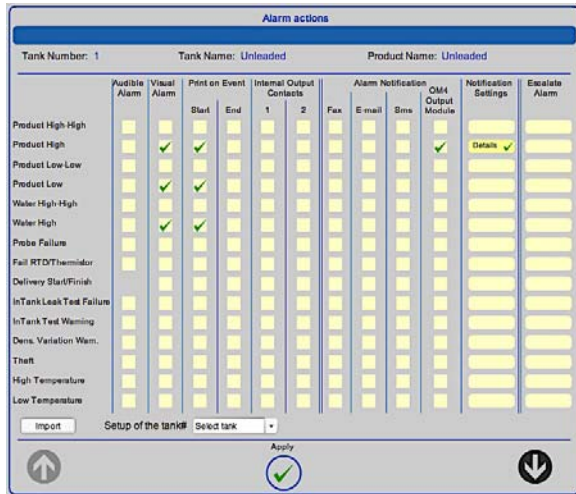 Alarm actions
Tank Number: 1 Tank Name: Unleaded Product Name: Unleaded
Audible Alarm Visual Alarm Print on Event Internal Output Contacts Alarm Notification Notification Settings Escalate Alarm
Start End 1 2 Fax E-mail Sms OM4 Output Module
Product High-High
Product High Details
Product Low-Low
Product Low
Water High-High
Water High
Probe Failure
Fail RTD/Thermistor
Delivery Start/Finish
InTank Leak Test Failure
InTank Test Warning
Dens. Variation Warn.
Theft
High Temperature
Low Temperature
Import Setup of the tank# Select tank
Apply